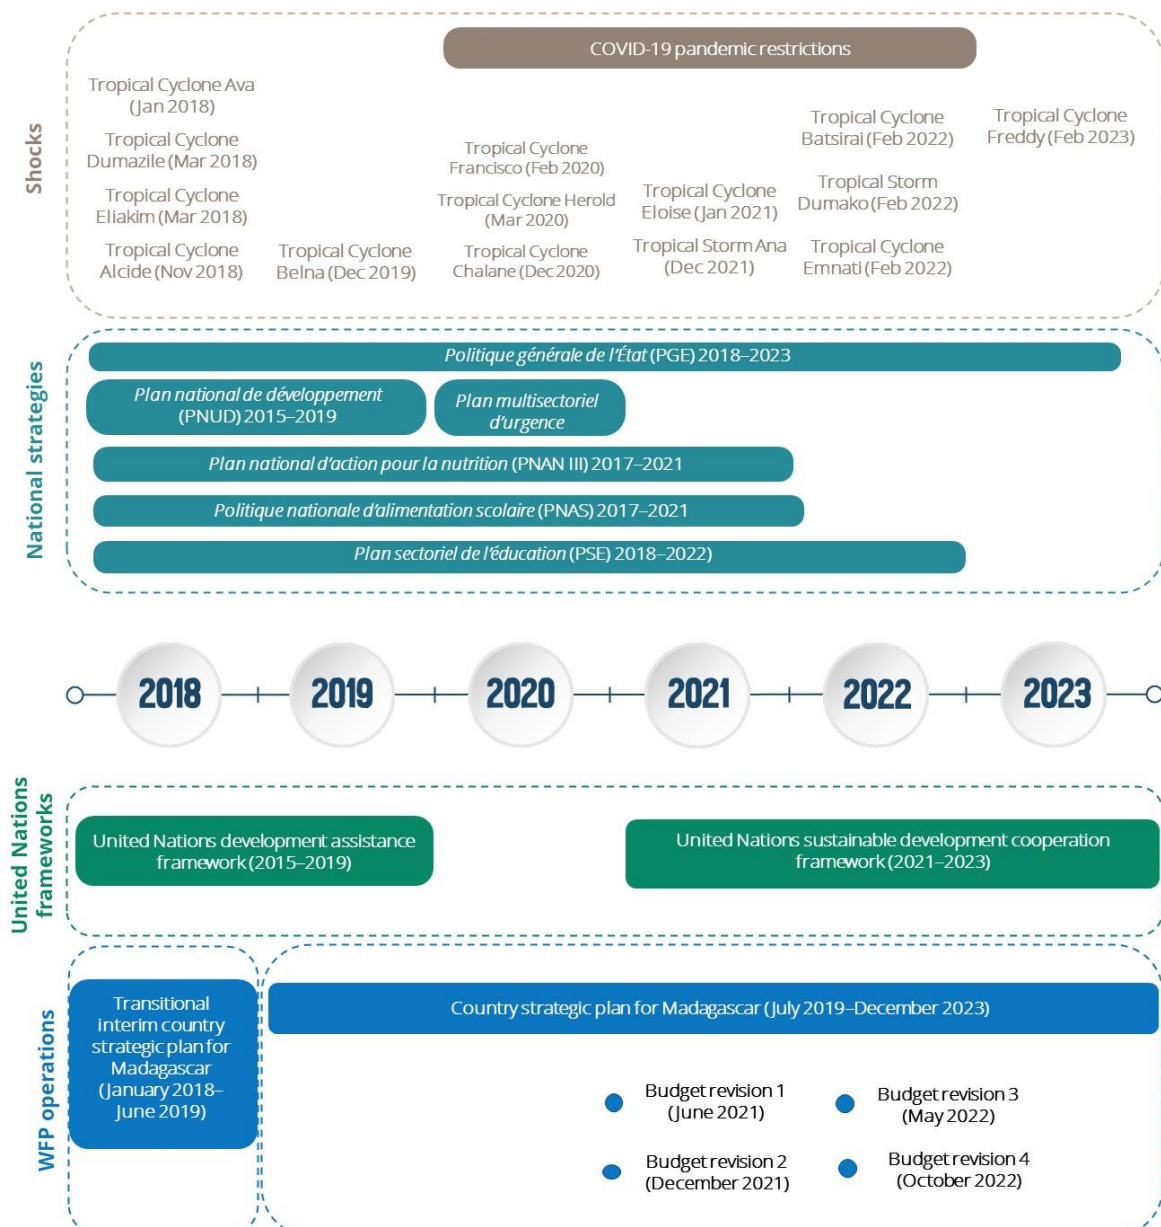 Shocks
COVID-19 pandemic restrictions
Tropical Cyclone Ava
(Jan 2018)
Tropical Cyclone
Dumazile (Mar 2018)
Tropical Cyclone
Eliakim (Mar 2018)
Tropical Cyclone
Alcide (Nov 2018)
Tropical Cyclone
Belna (Dec 2019)
Tropical Cyclone
Francisco (Feb 2020)
Tropical Cyclone Herold
(Mar 2020)
Tropical Cyclone
Chalane (Dec 2020)
Tropical Cyclone
Eloise (Jan 2021)
Tropical Storm Ana
(Dec 2021)
Tropical Cyclone
Batsirai (Feb 2022)
Tropical Storm
Dumako (Feb 2022)
Tropical Cyclone
Emnati (Feb 2022)
Tropical Cyclone
Freddy (Feb 2023)
National strategies
Politique générale de l'État (PGE) 2018–2023
Plan national de développement
(PNUD) 2015–2019
Plan multisectoriel
d'urgence
Plan national d'action pour la nutrition (PNAN III) 2017–2021
Politique nationale d'alimentation scolaire (PNAS) 2017–2021
Plan sectoriel de l'éducation (PSE) 2018–2022)
2018
2019
2020
2021
2022
2023
United Nations
frameworks
United Nations development assistance
framework (2015–2019)
United Nations sustainable development cooperation
framework (2021–2023)
WFP operations
Transitional
interim country
strategic plan for
Madagascar
(January 2018–
June 2019)
Country strategic plan for Madagascar (July 2019–December 2023)
Budget revision 1
(June 2021)
Budget revision 2
(December 2021)
Budget revision 3
(May 2022)
Budget revision 4
(October 2022)